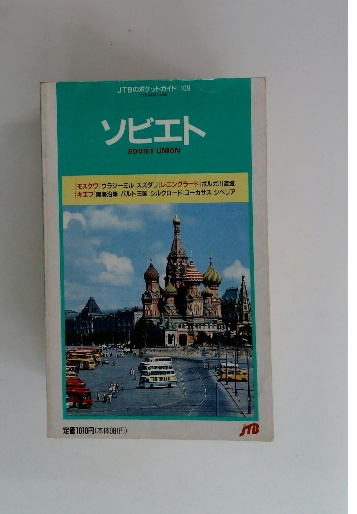 JTBのポケットガイド 109
ソビエト
SOVIET UNION
モスクワ ウラジーミル スズダリ レニングラード ボルガ川流域
キエフ 黒海沿岸 バルト三国 シルクロード コーカサス シベリア
定価1010円(本体981円)
JTB